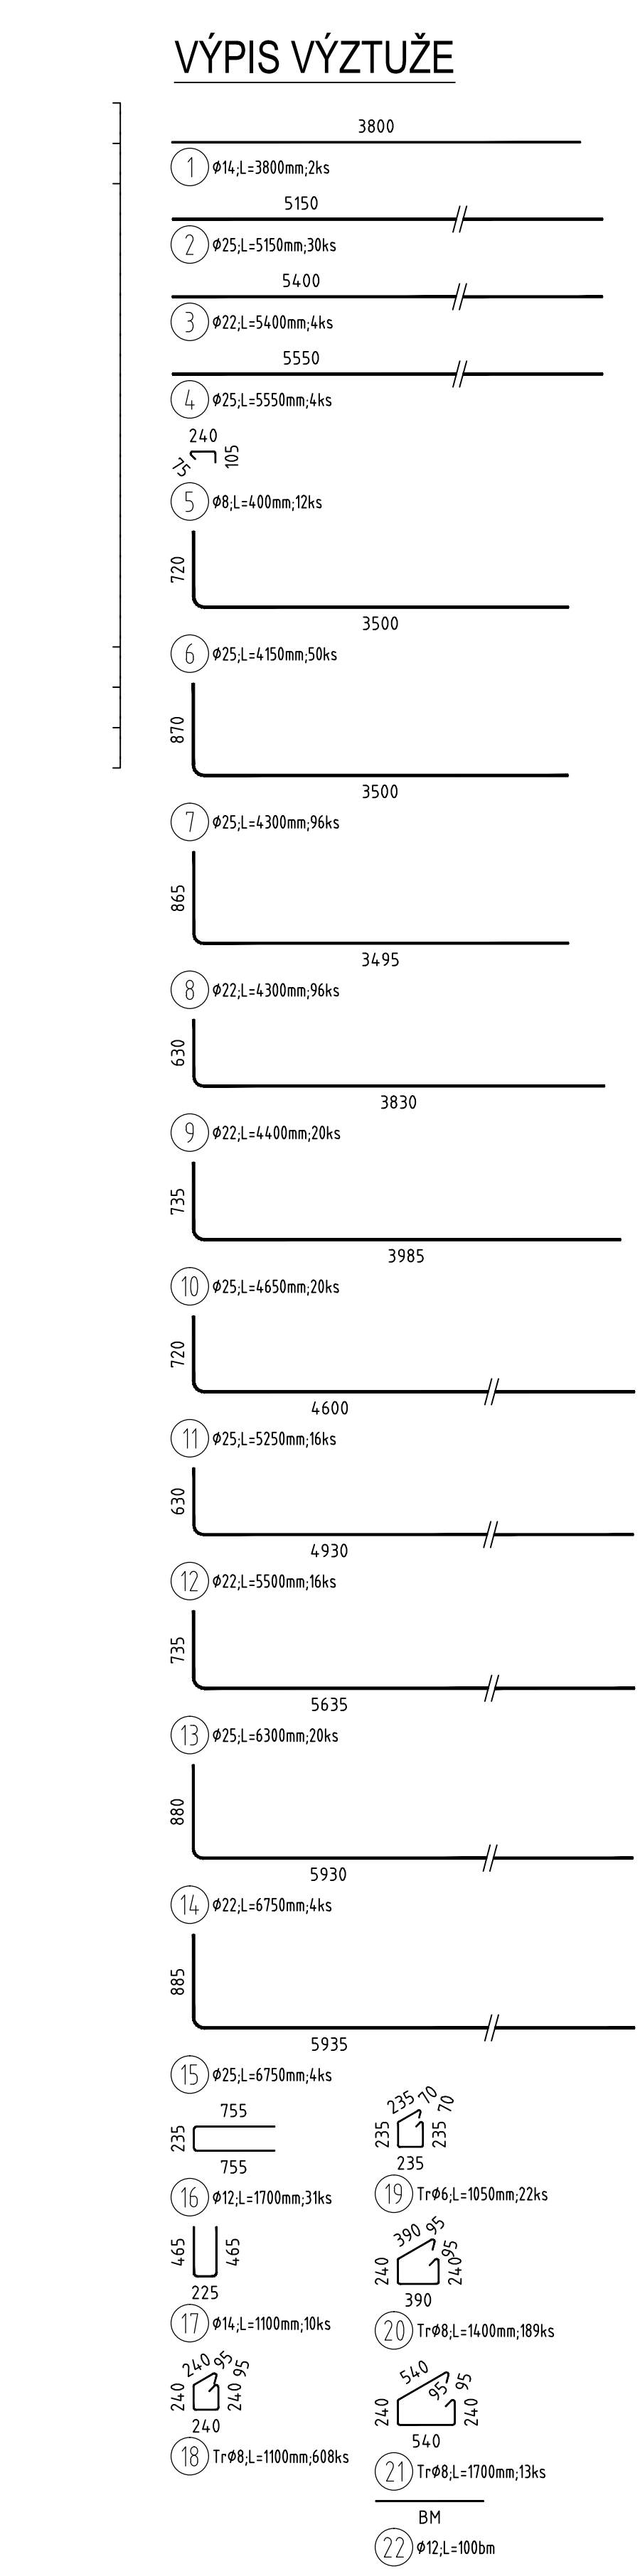 VÝPIS VÝZTUŽE
3800
1 Ø14;L=3800mm;2ks
5150
2 Ø25;L=5150mm;30ks
5400
3 Ø22;L=5400mm;4ks
5550
4 Ø25;L=5550mm;4ks
240
75
105
5 Ø8;L=400mm;12ks
720
3500
6 Ø25;L=4150mm;50ks
870
3500
7 Ø25;L=4300mm;96ks
865
3495
8 Ø22;L=4300mm;96ks
630
3830
9 Ø22;L=4400mm;20ks
735
3985
10 Ø25;L=4650mm;20ks
720
4600
11 Ø25;L=5250mm;16ks
630
4930
12 Ø22;L=5500mm;16ks
735
5635
13 Ø25;L=6300mm;20ks
880
5930
14 Ø22;L=6750mm;4ks
885
5935
15 Ø25;L=6750mm;4ks
755
235
755
16 Ø12;L=1700mm;31ks
465
465
225
17 Ø14;L=1100mm;10ks
240
95
95
240
240
240
18 TrØ8;L=1100mm;608ks
235
70
70
235
235
235
19 TrØ6;L=1050mm;22ks
390
95
95
240
240
390
20 TrØ8;L=1400mm;189ks
540
95
95
240
240
540
21 TrØ8;L=1700mm;13ks
BM
22 Ø12;L=100bm